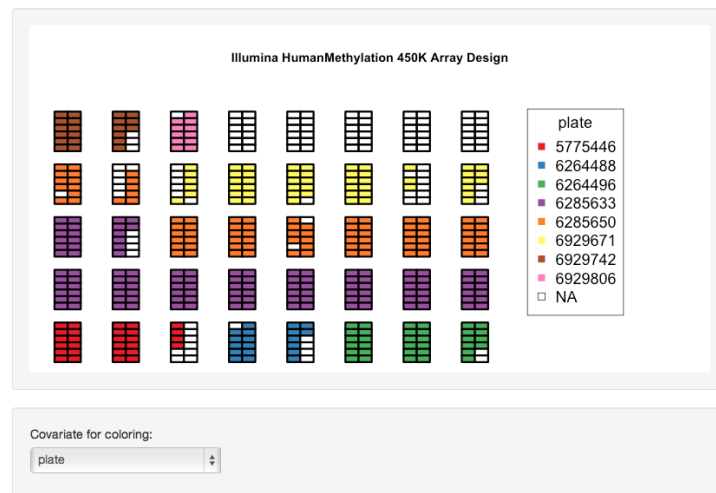 Illumina HumanMethylation 450K Array Design
plate
5775446
6264488
6264496
6285633
6285650
6929671
6929742
6929806
NA
Covariate for coloring:
plate